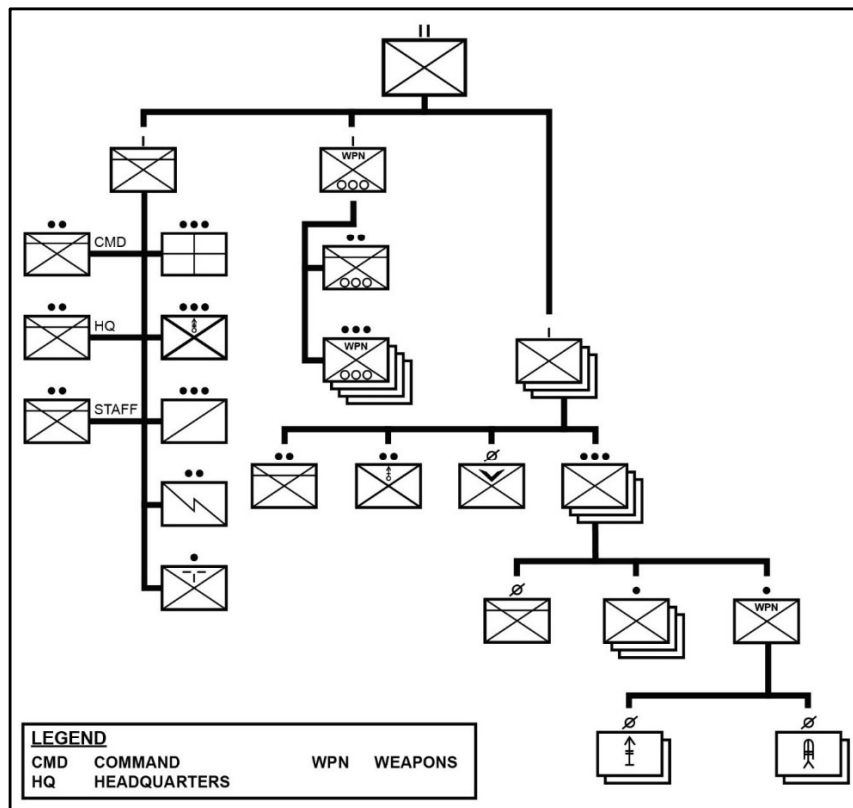 WPN
CMD
HQ
WPN
STAFF
WPN
LEGEND
CMD COMMAND WPN WEAPONS
HQ HEADQUARTERS